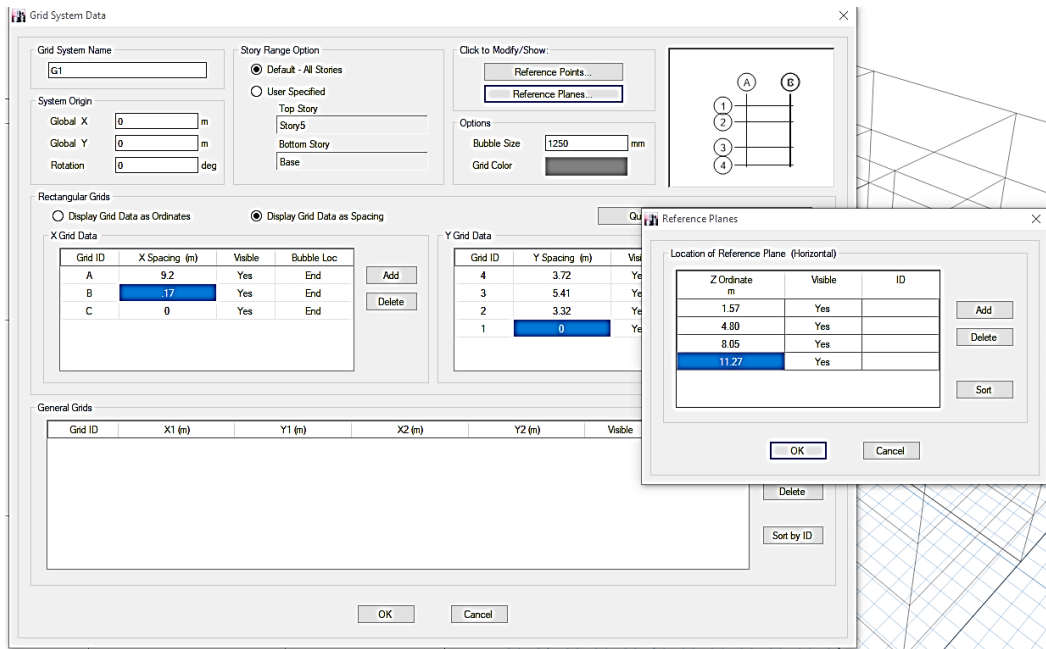 Grid System Data
Grid System Name
G1
System Origin
Global X 0 m
Global Y 0 m
Rotation 0 deg
Story Range Option
Default - All Stories
User Specified
Top Story
Story5
Bottom Story
Base
Click to Modify/Show:
Reference Points...
Reference Planes...
Options
Bubble Size 1250 mm
Grid Color
A B
1
2
3
4
Rectangular Grids
Display Grid Data as Ordinates
Display Grid Data as Spacing
X Grid Data
Grid ID X Spacing (m) Visible Bubble Loc
A 9.2 Yes End
B .17 Yes End
C 0 Yes End
Add
Delete
Y Grid Data
Grid ID Y Spacing (m)
4 3.72
3 5.41
2 3.32
1 0
General Grids
Grid ID X1 (m) Y1 (m) X2 (m) Y2 (m) Visible
Delete
Sort by ID
OK Cancel
Reference Planes
Location of Reference Plane (Horizontal)
Z Ordinate Visible ID
m
1.57 Yes
4.80 Yes
8.05 Yes
11.27 Yes
Add
Delete
Sort
OK Cancel